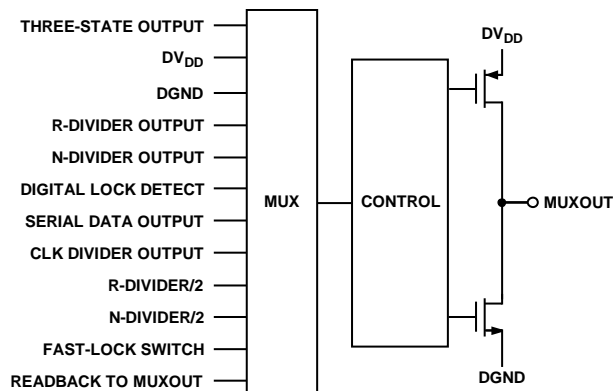 THREE-STATE OUTPUT
DVDD
DGND
R-DIVIDER OUTPUT
N-DIVIDER OUTPUT
DIGITAL LOCK DETECT
SERIAL DATA OUTPUT
CLK DIVIDER OUTPUT
R-DIVIDER/2
N-DIVIDER/2
FAST-LOCK SWITCH
READBACK TO MUXOUT
MUX
CONTROL
DVDD
MUXOUT
DGND